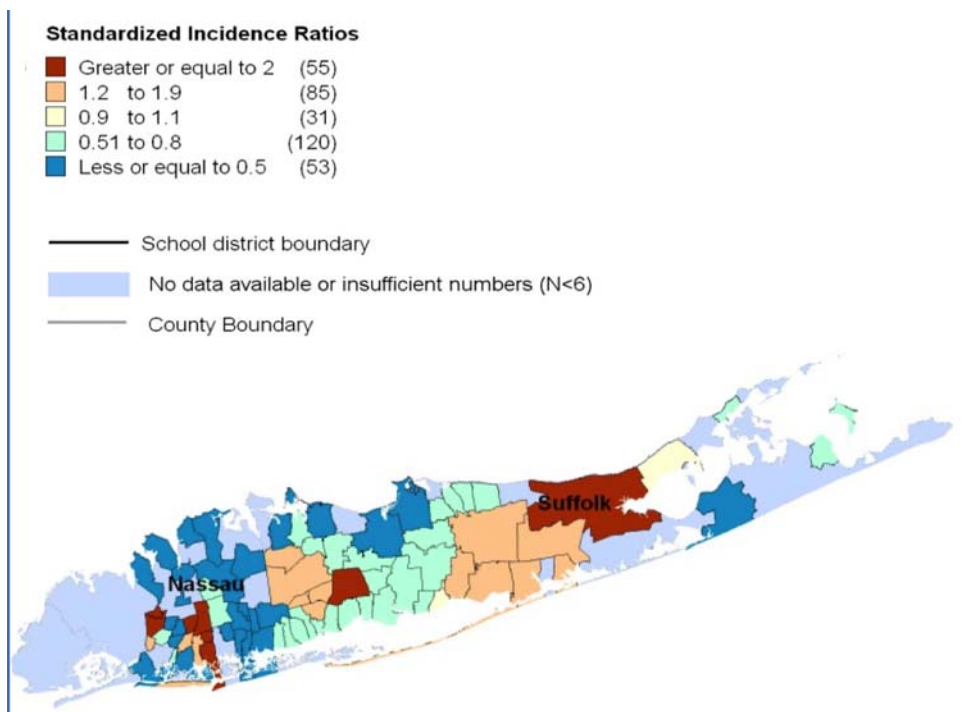 Standardized Incidence Ratios
Greater or equal to 2 (55)
1.2 to 1.9 (85)
0.9 to 1.1 (31)
0.51 to 0.8 (120)
Less or equal to 0.5 (53)
School district boundary
No data available or insufficient numbers (N<6)
County Boundary
Suffolk
Nassau